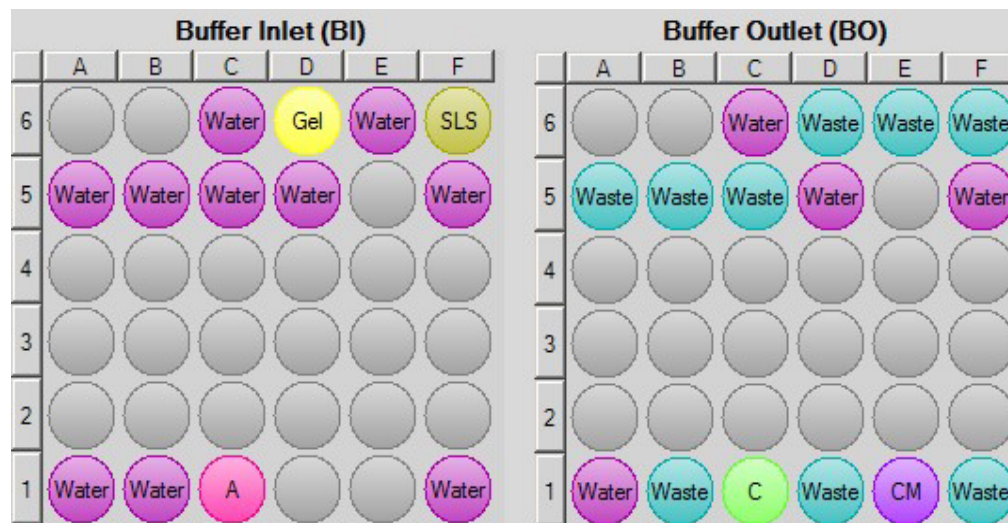 Buffer Inlet (BI) Buffer Outlet (BO)
A B C D E F A B C D E F
6 Water Gel Water SLS 6 Water Waste Waste Waste
5 Water Water Water Water Water 5 Waste Waste Waste Water Water
4 4
3 3
2 2
1 Water Water A Water 1 Water Waste C Waste CM Waste